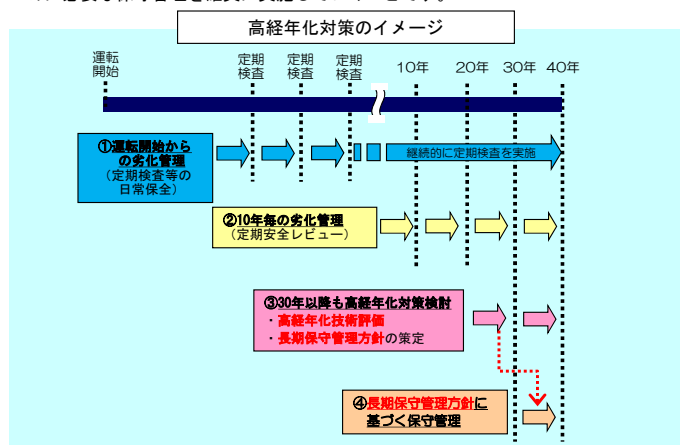 高経年化対策のイメージ
運転
開始
定期
検査
定期
検査
定期
検査
10年
20年
30年
40年
①運転開始から
の劣化管理
（定期検査等の
日常保全）
継続的に定期検査を実施
②10年毎の劣化管理
（定期安全レビュー）
③30年以降も高経年化対策検討
・高経年化技術評価
・長期保守管理方針の策定
④長期保守管理方針に
基づく保守管理